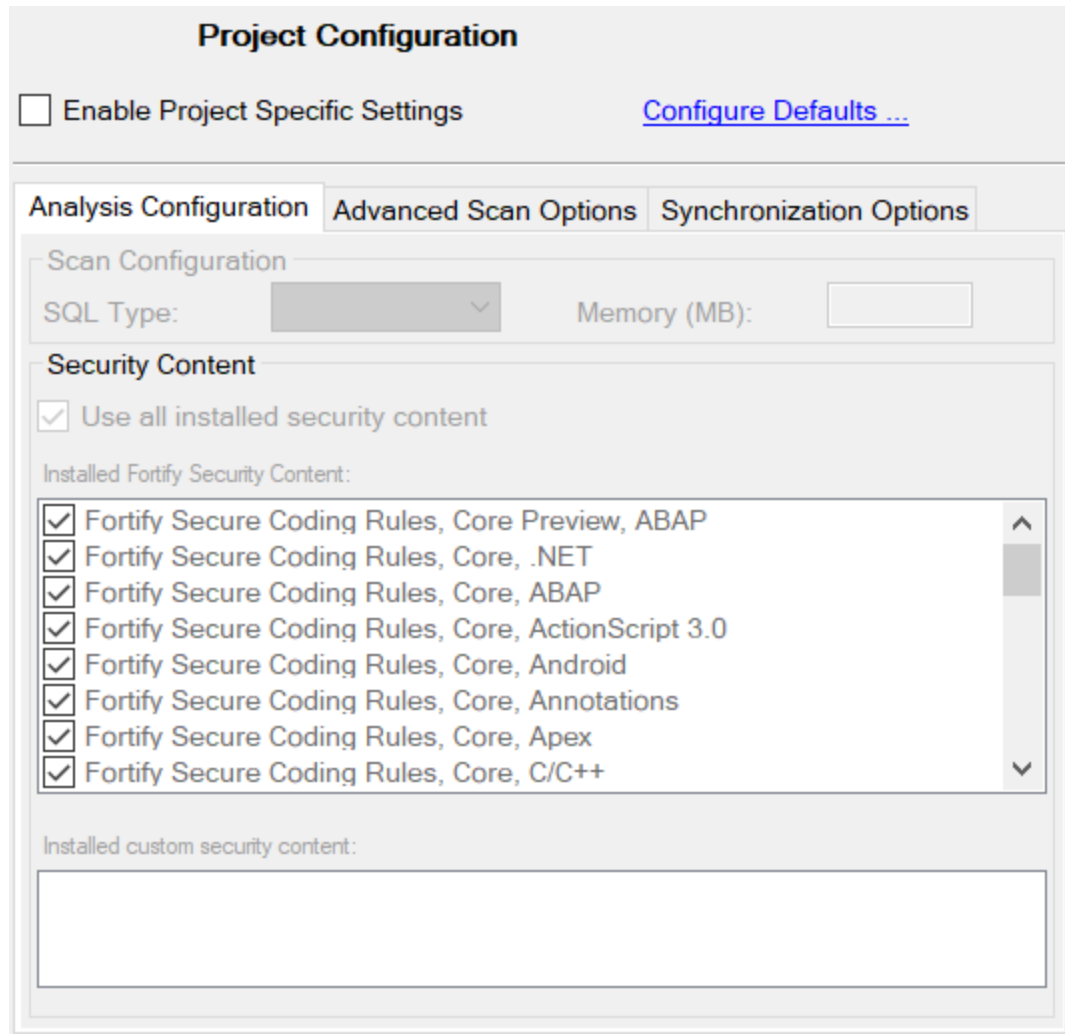 Project Configuration
Enable Project Specific Settings Configure Defaults ...
Analysis Configuration Advanced Scan Options Synchronization Options
Scan Configuration
SQL Type: Memory (MB):
Security Content
Use all installed security content
Installed Fortify Security Content:
Fortify Secure Coding Rules, Core Preview, ABAP
Fortify Secure Coding Rules, Core, .NET
Fortify Secure Coding Rules, Core, ABAP
Fortify Secure Coding Rules, Core, ActionScript 3.0
Fortify Secure Coding Rules, Core, Android
Fortify Secure Coding Rules, Core, Annotations
Fortify Secure Coding Rules, Core, Apex
Fortify Secure Coding Rules, Core, C/C++
Installed custom security content: